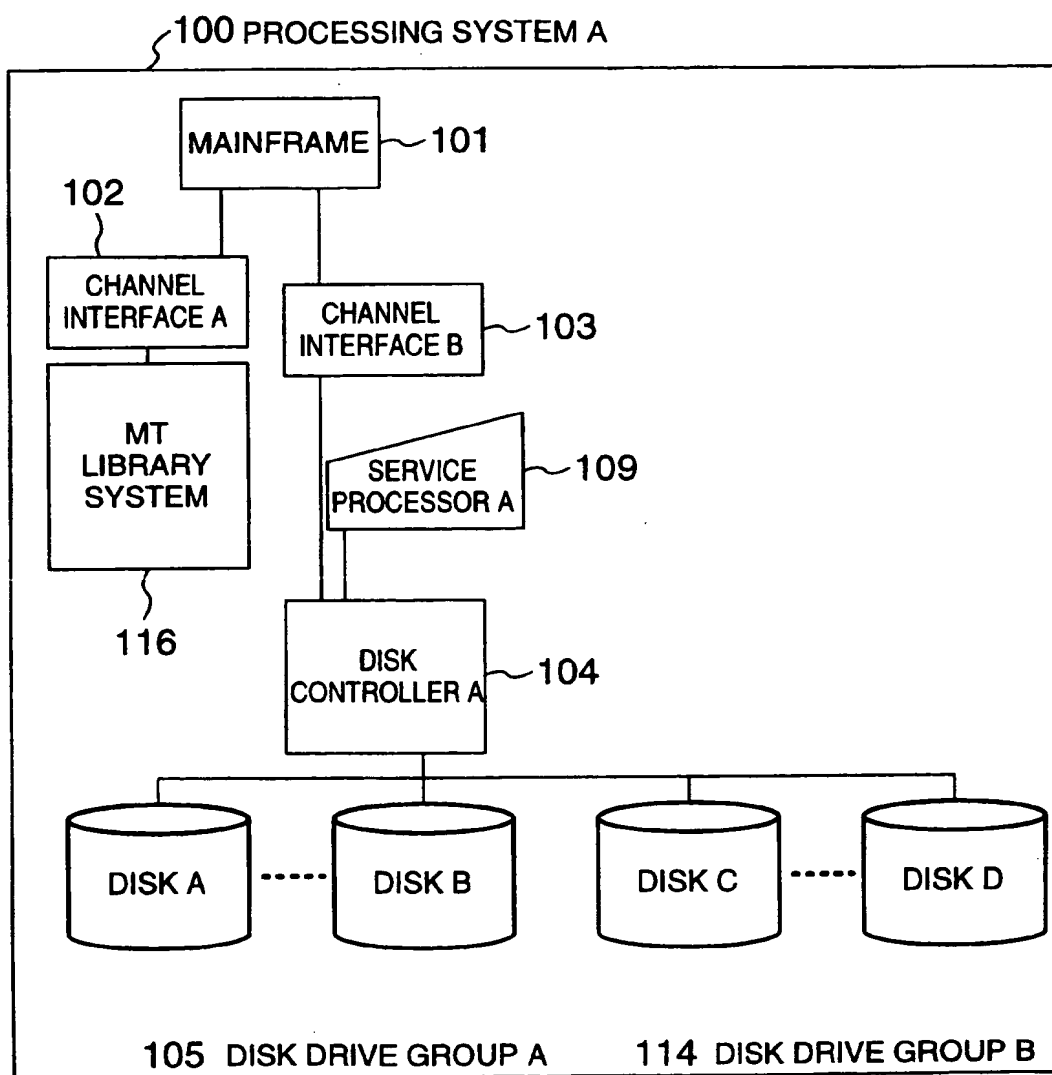 100 PROCESSING SYSTEM A
MAINFRAME
101
102
CHANNEL
INTERFACE A
CHANNEL
INTERFACE B
103
MT
LIBRARY
SYSTEM
SERVICE
PROCESSOR A
109
116
DISK
CONTROLLER A
104
DISK A
DISK B
DISK C
DISK D
105 DISK DRIVE GROUP A
114 DISK DRIVE GROUP B